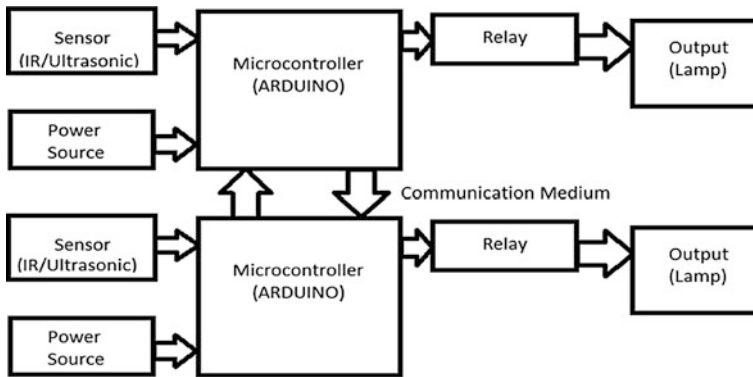 Sensor
(IR/Ultrasonic)
Microcontroller
(ARDUINO)
Relay
Output
(Lamp)
Power
Source
Communication Medium
Sensor
(IR/Ultrasonic)
Microcontroller
(ARDUINO)
Relay
Output
(Lamp)
Power
Source